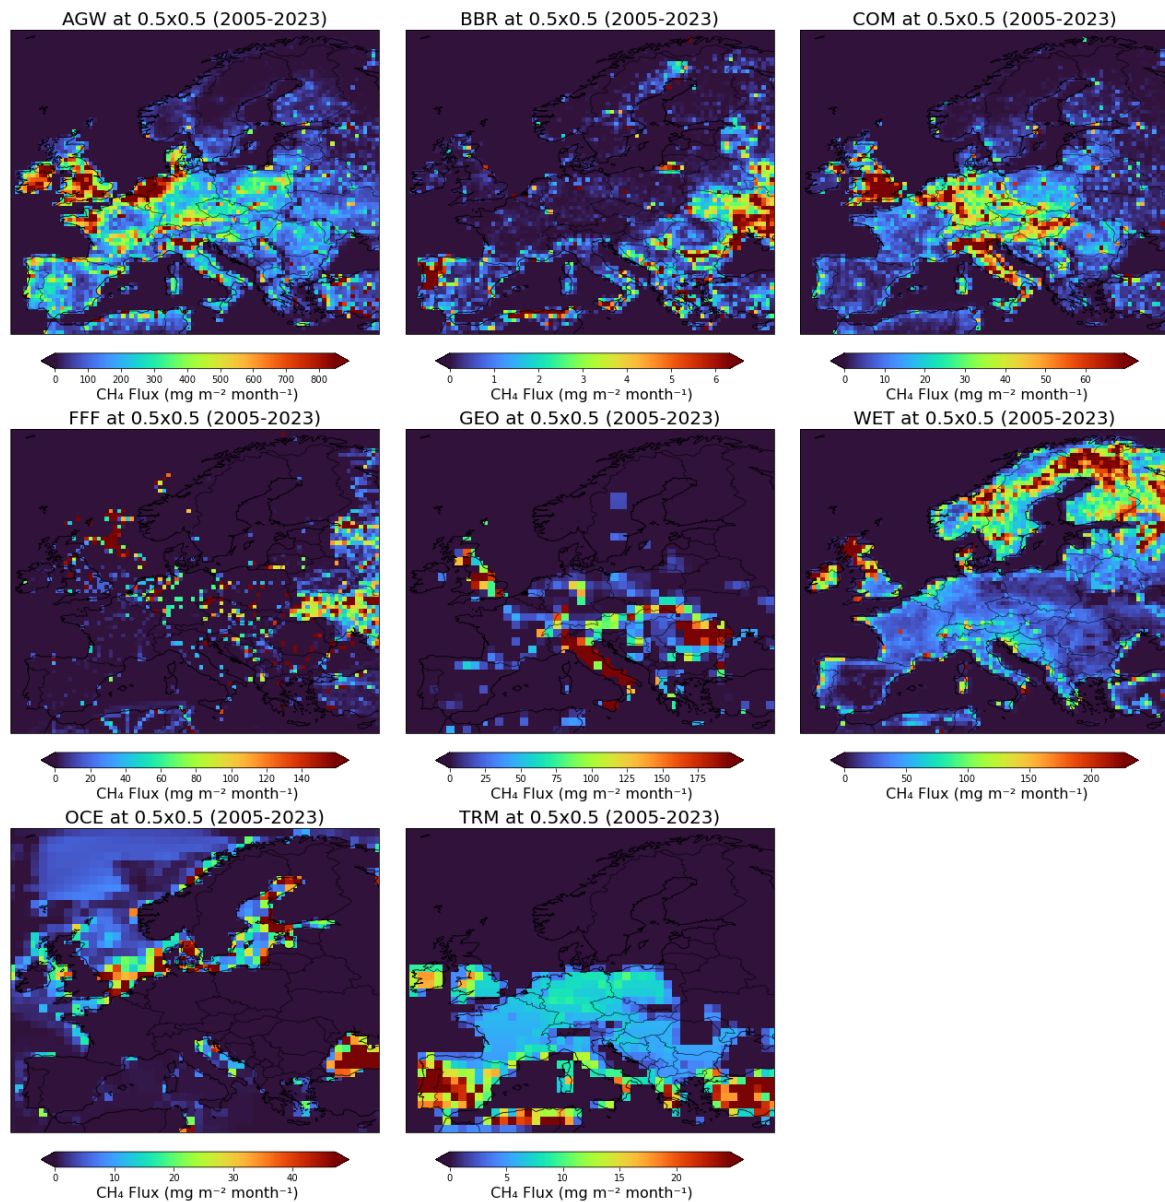 AGW at 0.5x0.5 (2005-2023)
BBR at 0.5x0.5 (2005-2023)
COM at 0.5x0.5 (2005-2023)
0 100 200 300 400 500 600 700 800
0 1 2 3 4 5 6
0 10 20 30 40 50 60
CH₄ Flux (mg m⁻² month⁻¹)
CH₄ Flux (mg m⁻² month⁻¹)
CH₄ Flux (mg m⁻² month⁻¹)
FFF at 0.5x0.5 (2005-2023)
GEO at 0.5x0.5 (2005-2023)
WET at 0.5x0.5 (2005-2023)
0 20 40 60 80 100 120 140
0 25 50 75 100 125 150 175
0 50 100 150 200
CH₄ Flux (mg m⁻² month⁻¹)
CH₄ Flux (mg m⁻² month⁻¹)
CH₄ Flux (mg m⁻² month⁻¹)
OCE at 0.5x0.5 (2005-2023)
TRM at 0.5x0.5 (2005-2023)
0 10 20 30 40
0 5 10 15 20
CH₄ Flux (mg m⁻² month⁻¹)
CH₄ Flux (mg m⁻² month⁻¹)